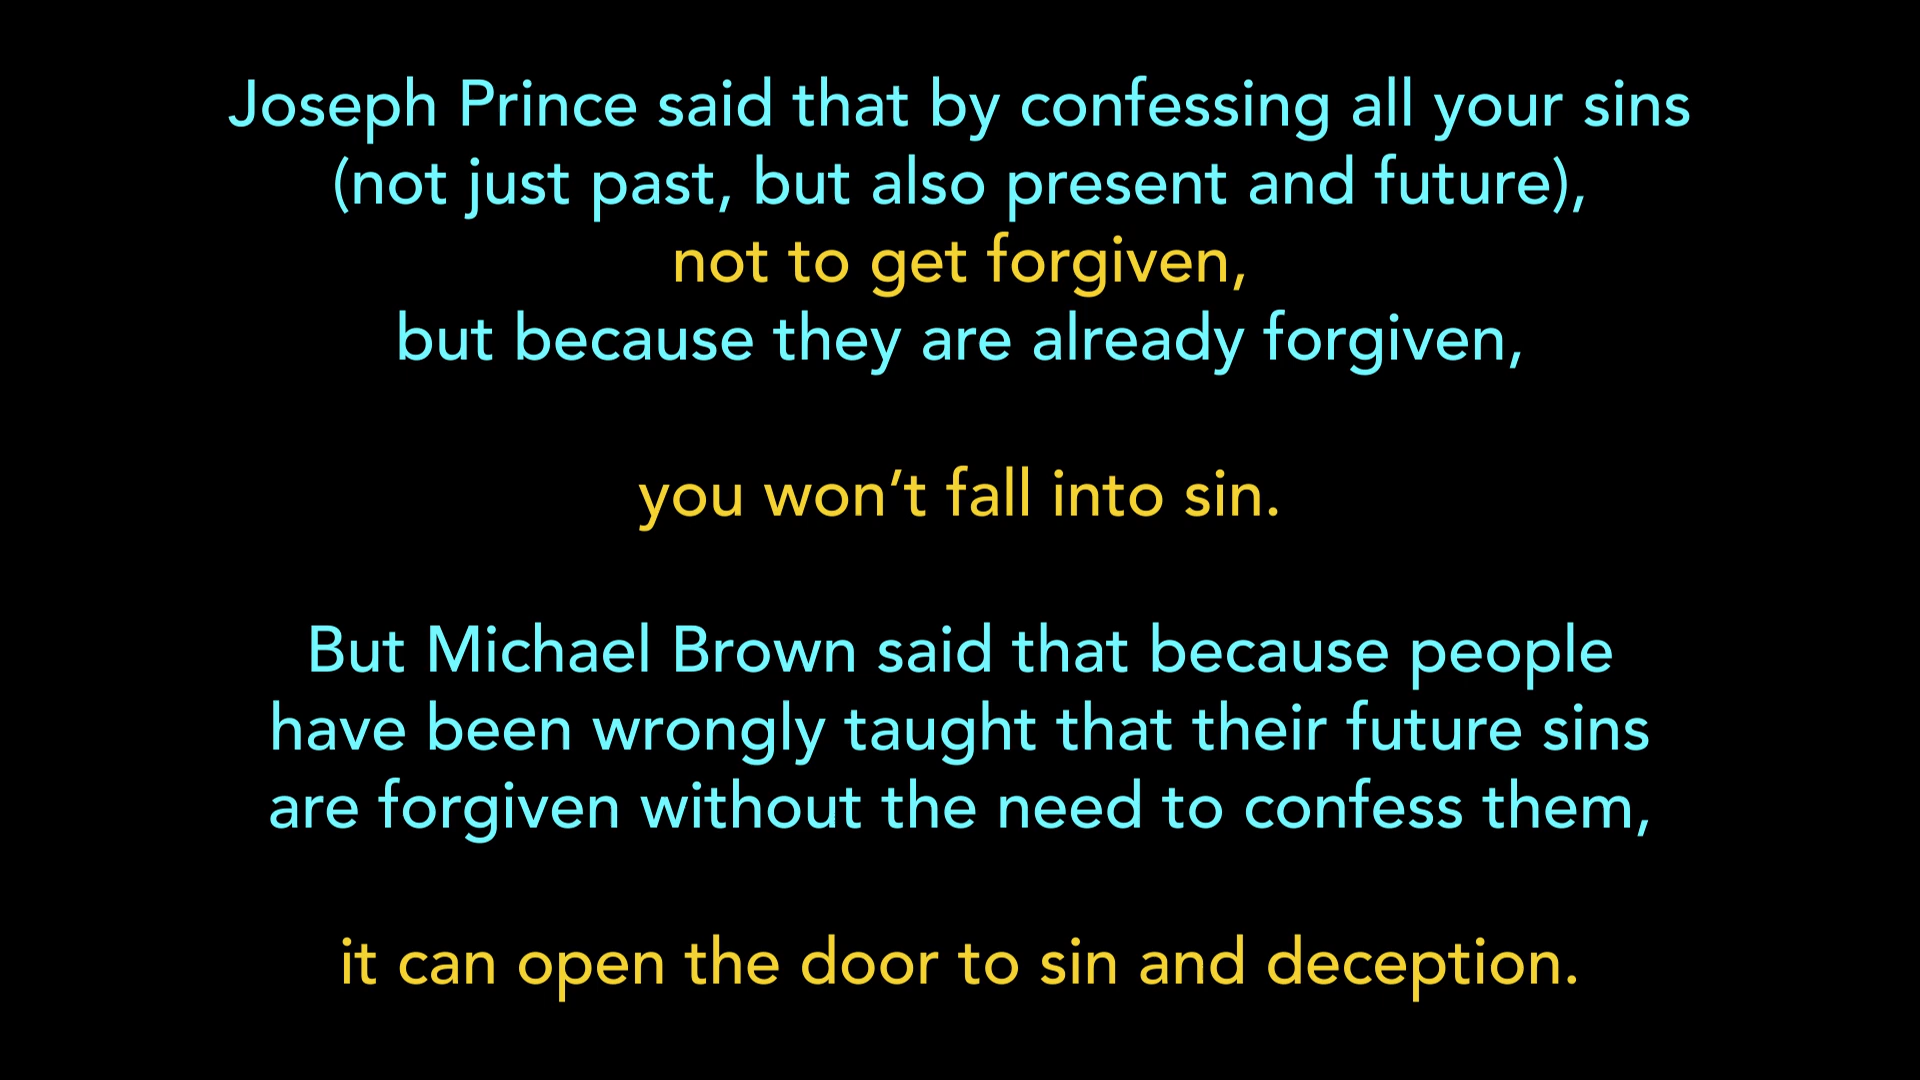 Joseph Prince said that by confessing all your sins
(not just past, but also present and future),
not to get forgiven,
but because they are already forgiven,
you won’t fall into sin.
But Michael Brown said that because people
have been wrongly taught that their future sins
are forgiven without the need to confess them,
it can open the door to sin and deception.